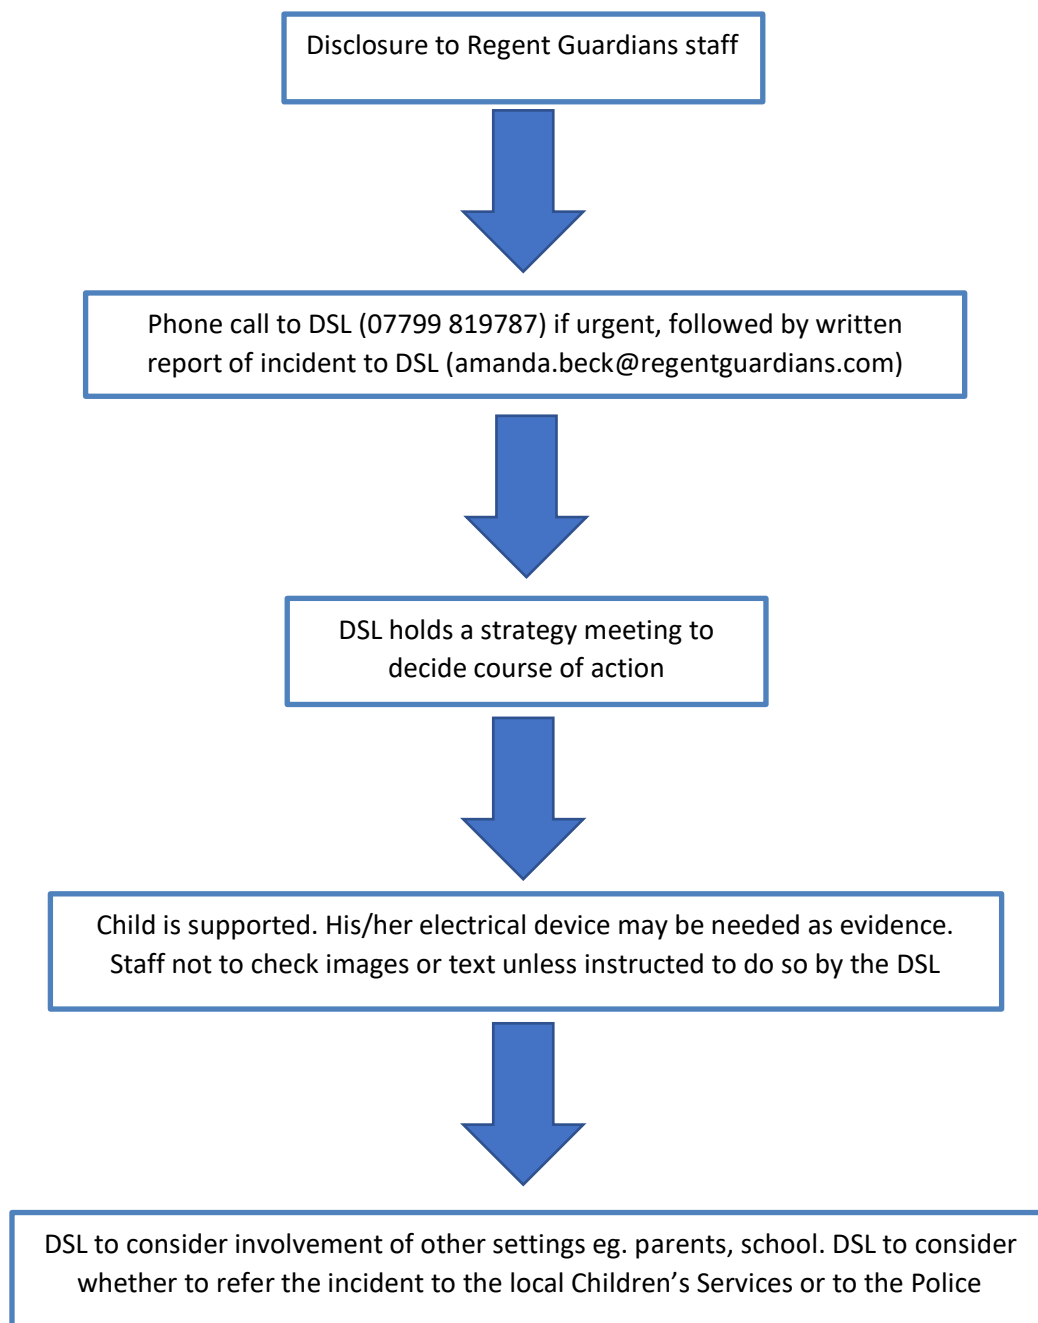 Disclosure to Regent Guardians staff
Phone call to DSL (07799 819787) if urgent, followed by written
report of incident to DSL (amanda.beck@regentguardians.com)
DSL holds a strategy meeting to
decide course of action
Child is supported. His/her electrical device may be needed as evidence.
Staff not to check images or text unless instructed to do so by the DSL
DSL to consider involvement of other settings eg. parents, school. DSL to consider
whether to refer the incident to the local Children’s Services or to the Police